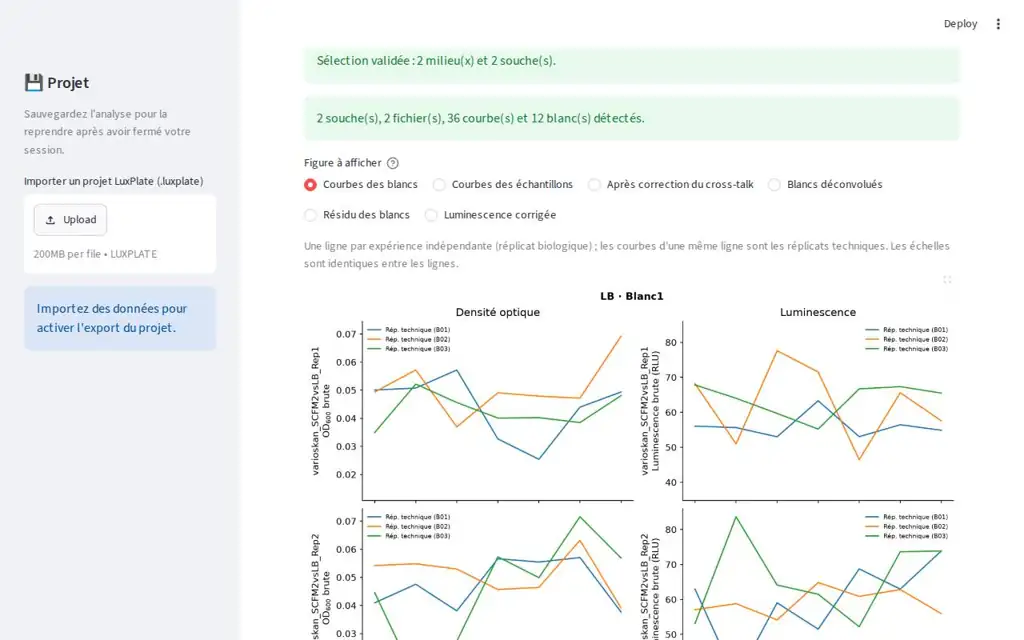 Deploy
Projet
Sauvegardez l'analyse pour la
reprendre après avoir fermé votre
session.
Importer un projet LuxPlate (.luxplate)
Upload
200MB per file • LUXPLATE
Importez des données pour
activer l'export du projet.
Sélection validée : 2 milieu(x) et 2 souche(s).
2 souche(s), 2 fichier(s), 36 courbe(s) et 12 blanc(s) détectés.
Figure à afficher
Courbes des blancs
Courbes des échantillons
Après correction du cross-talk
Blancs déconvolués
Résidu des blancs
Luminescence corrigée
Une ligne par expérience indépendante (réplicat biologique) ; les courbes d'une même ligne sont les réplicats techniques. Les échelles
sont identiques entre les lignes.
LB · Blanc1
Densité optique
varioskan_SCFM2vsLB_Rep1
OD600 brute
0.07
0.06
0.05
0.04
0.03
0.02
Rép. technique (B01)
Rép. technique (B02)
Rép. technique (B03)
Luminescence
varioskan_SCFM2vsLB_Rep1
Luminescence brute (RLU)
80
70
60
50
40
Rép. technique (B01)
Rép. technique (B02)
Rép. technique (B03)
skan_SCFM2vsLB_Rep2
OD600 brute
0.07
0.06
0.05
0.04
0.03
Rép. technique (B01)
Rép. technique (B02)
Rép. technique (B03)
skan_SCFM2vsLB_Rep2
inescence brute (RLU)
80
70
60
50
Rép. technique (B01)
Rép. technique (B02)
Rép. technique (B03)